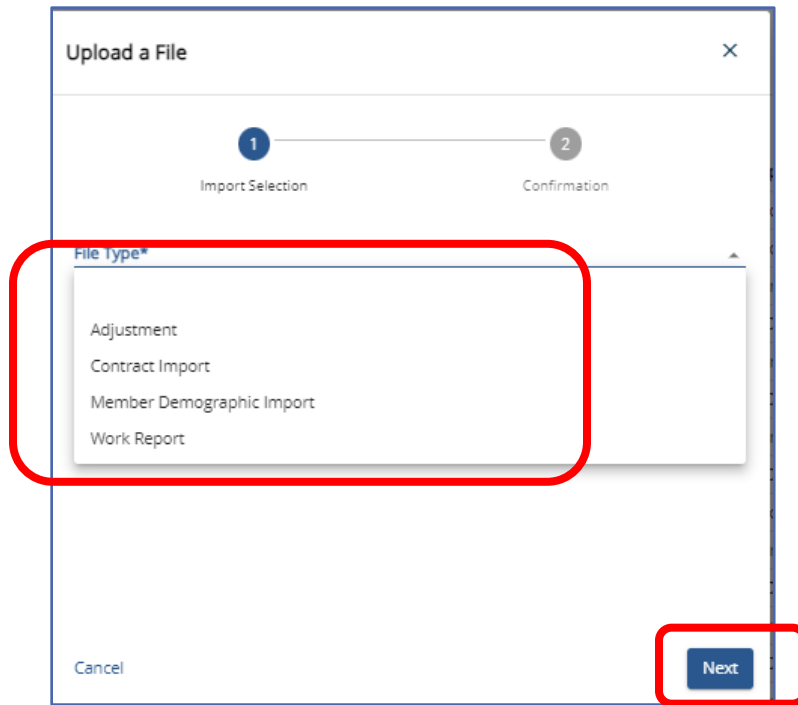 Upload a File ×
1 2
Import Selection Confirmation
File Type*
Adjustment
Contract Import
Member Demographic Import
Work Report
Cancel Next